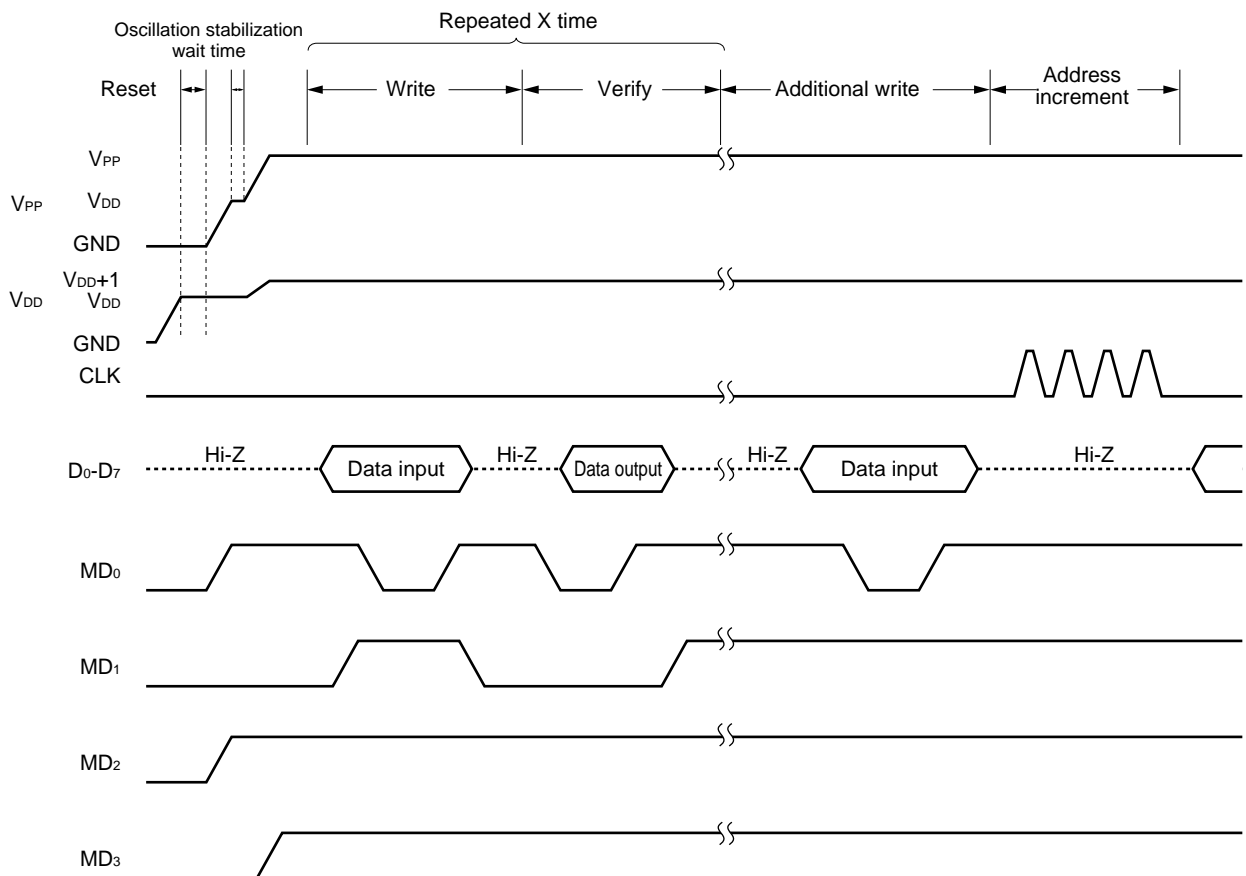 Repeated X time
Oscillation stabilization
wait time
Reset
Write
Verify
Additional write
Address
increment
VPP
VPP
VDD
GND
VDD+1
VDD
VDD
GND
CLK
D0-D7
Hi-Z
Data input
Hi-Z
Data output
Hi-Z
Data input
Hi-Z
MD0
MD1
MD2
MD3